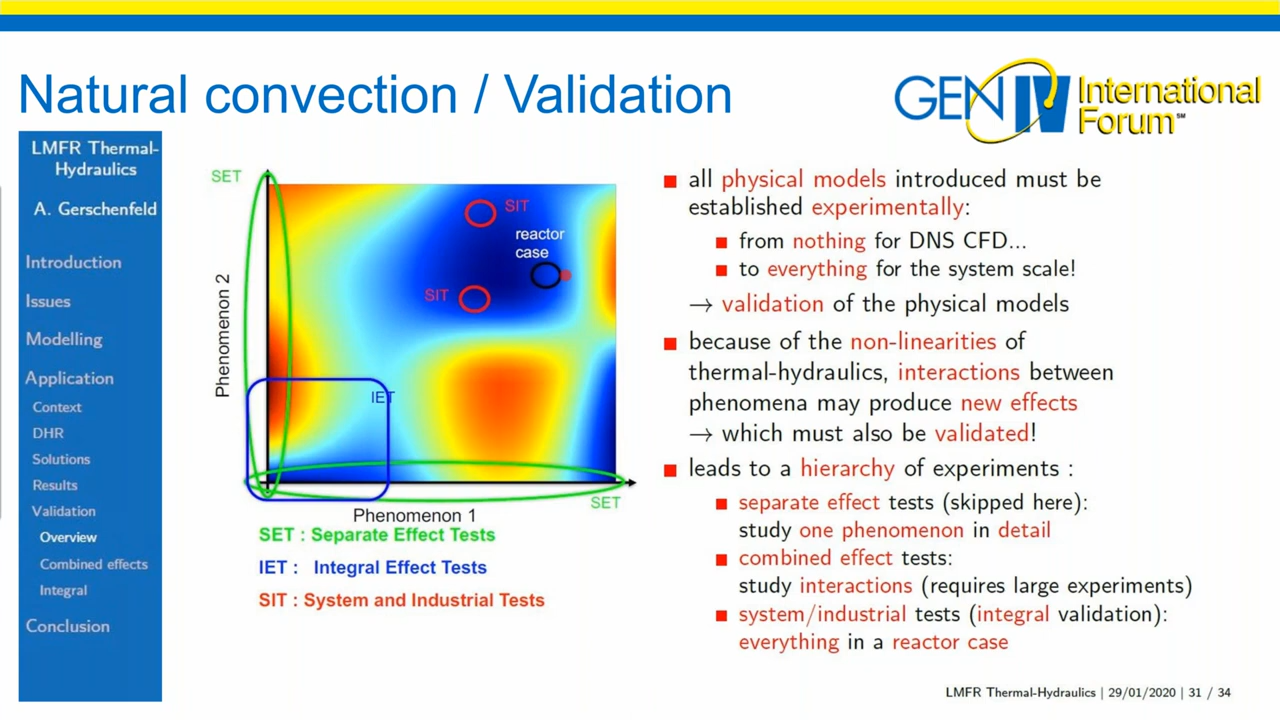 Natural convection / Validation
GEN IV International
Forum℠
LMFR Thermal-
Hydraulics
A. Gerschenfeld
Introduction
Issues
Modelling
Application
Context
DHR
Solutions
Results
Validation
Overview
Combined effects
Integral
Conclusion
SET
SIT
reactor
case
SIT
Phenomenon 2
IET
SET
Phenomenon 1
SET : Separate Effect Tests
IET : Integral Effect Tests
SIT : System and Industrial Tests
all physical models introduced must be
established experimentally:
from nothing for DNS CFD...
to everything for the system scale!
→ validation of the physical models
because of the non-linearities of
thermal-hydraulics, interactions between
phenomena may produce new effects
→ which must also be validated!
leads to a hierarchy of experiments :
separate effect tests (skipped here):
study one phenomenon in detail
combined effect tests:
study interactions (requires large experiments)
system/industrial tests (integral validation):
everything in a reactor case
LMFR Thermal-Hydraulics | 29/01/2020 | 31 / 34